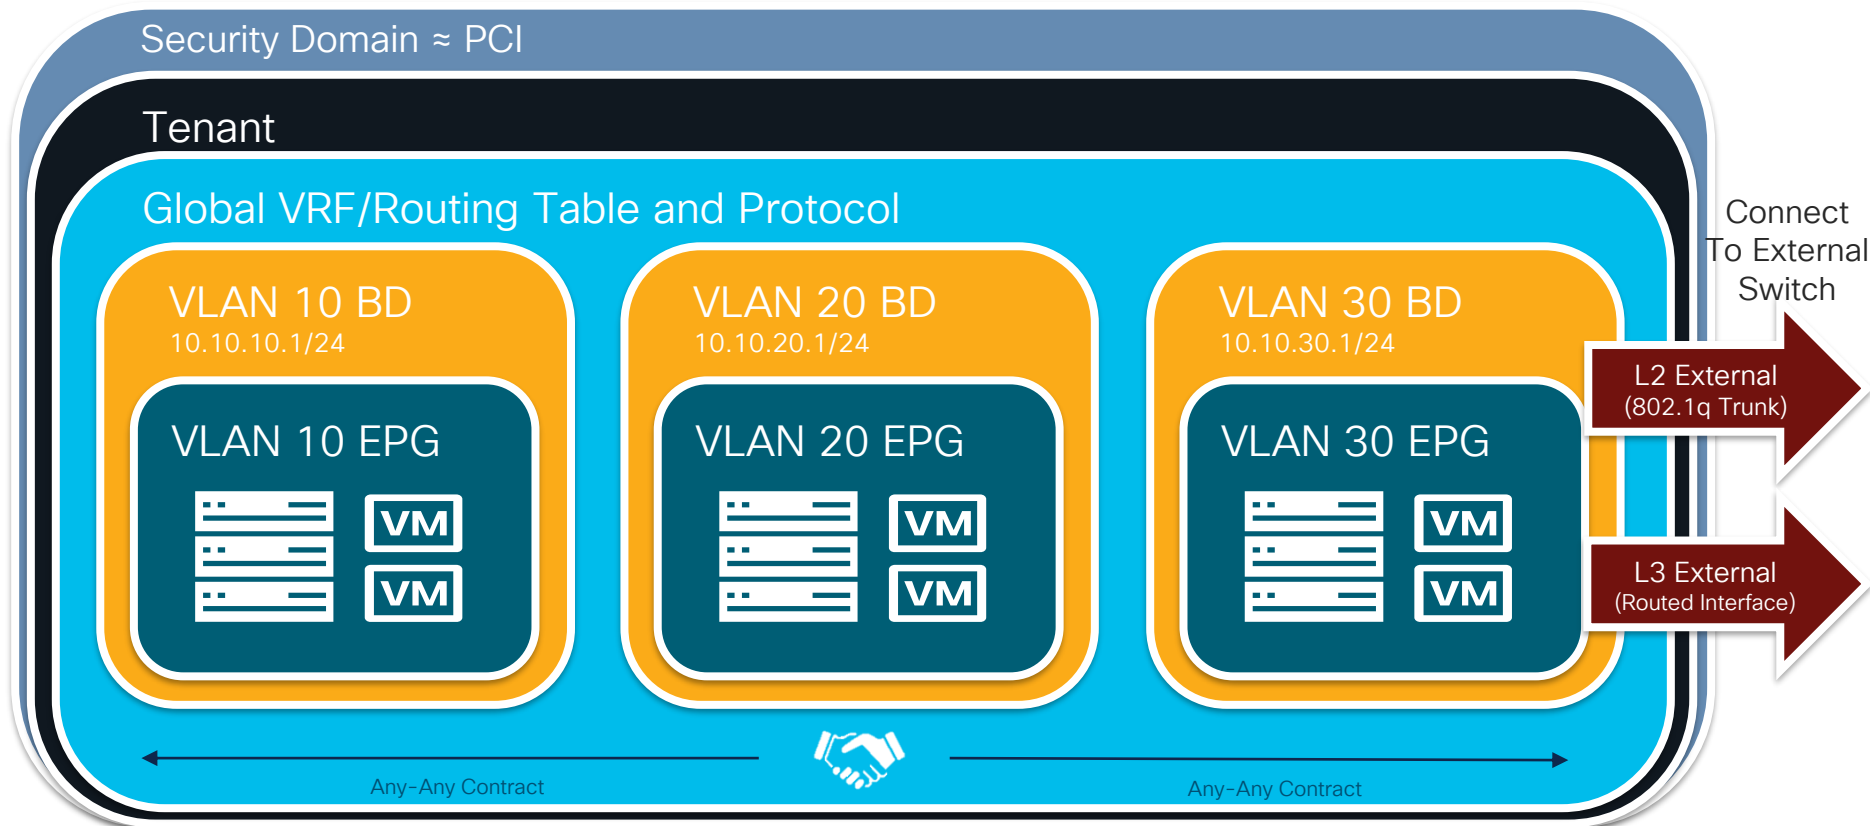 Security Domain ≈ PCI
Tenant
Global VRF/Routing Table and Protocol
Connect
To External
Switch
VLAN 10 BD
10.10.10.1/24
VLAN 10 EPG
VM
VM
VLAN 20 BD
10.10.20.1/24
VLAN 20 EPG
VM
VM
VLAN 30 BD
10.10.30.1/24
VLAN 30 EPG
VM
VM
L2 External
(802.1q Trunk)
L3 External
(Routed Interface)
Any-Any Contract
Any-Any Contract